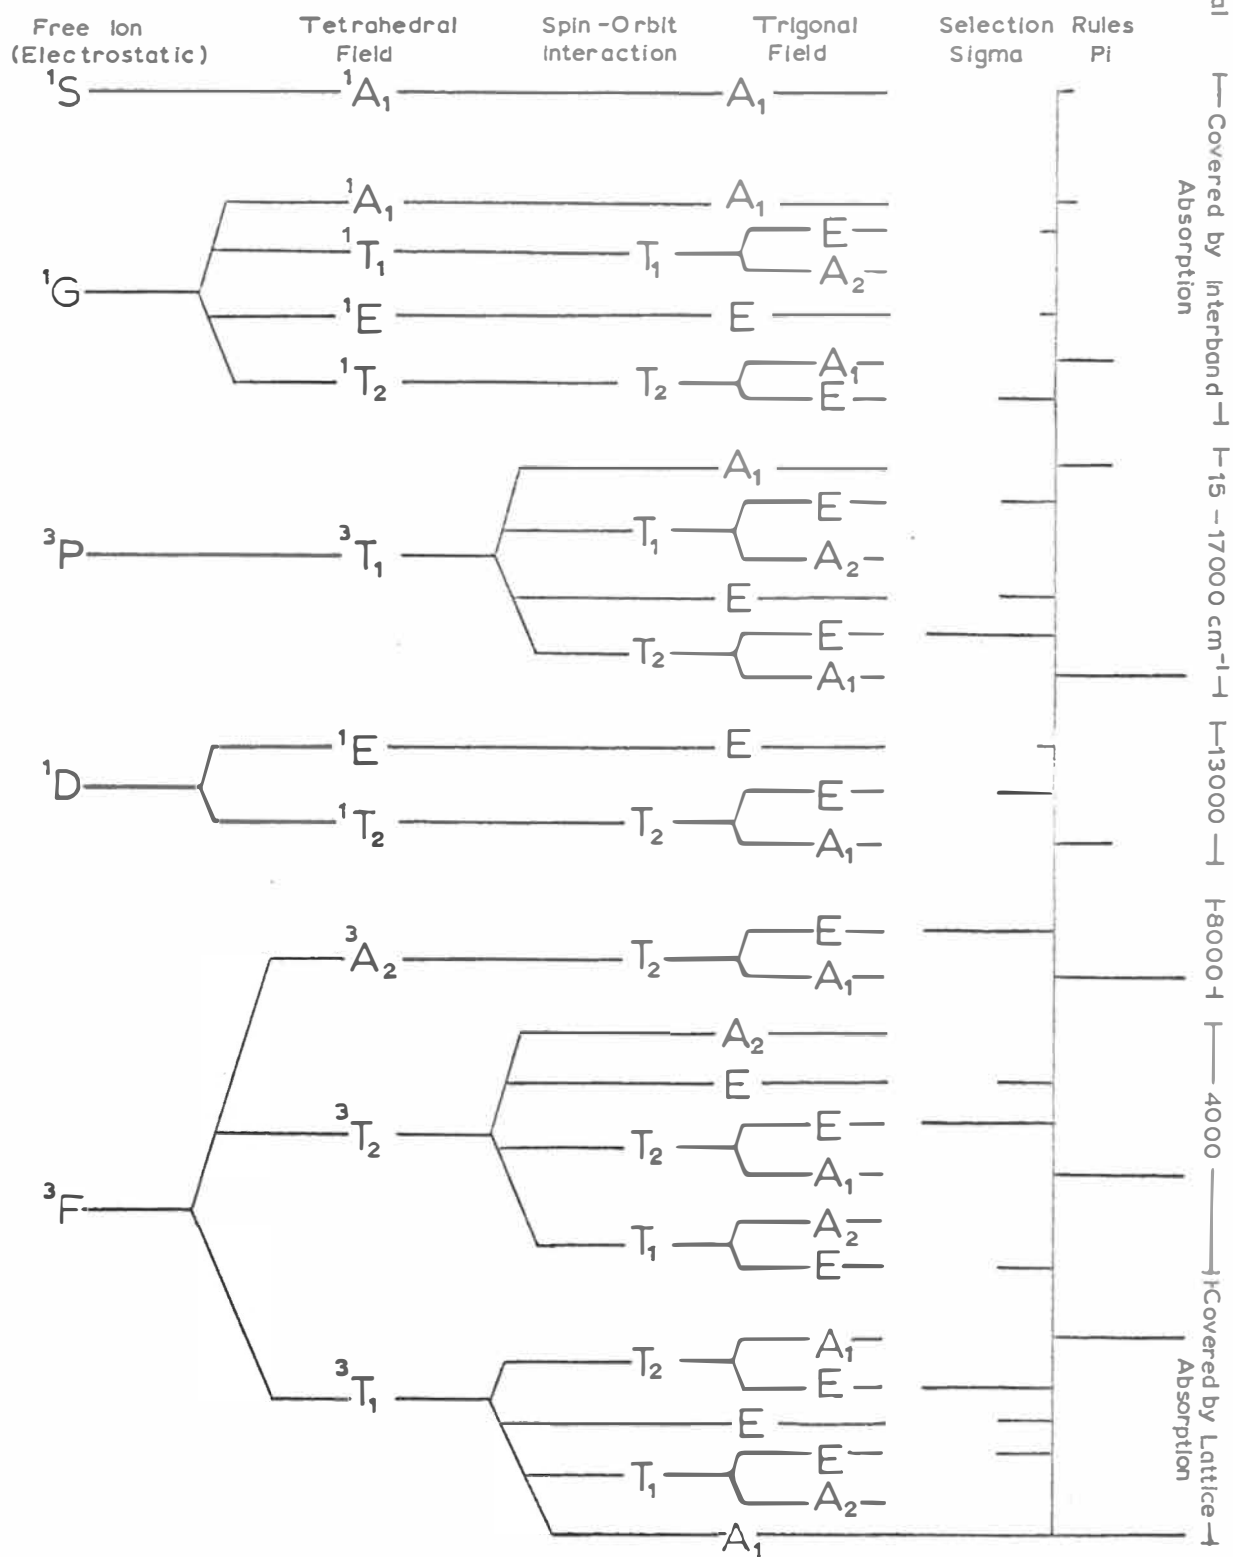 Free Ion
(Electrostatic)
Tetrahedral
Field
Spin-Orbit
Interaction
Trigonal
Field
Selection Rules
Sigma Pi
¹S ¹A₁ A₁
¹A₁ A₁
¹T₁ T₁ E
A₂
¹G
¹E E
¹T₂ T₂ A₁
E
A₁
T₁ E
A₂
³P ³T₁
E
T₂ E
A₁
¹D
¹E E
¹T₂ T₂ E
A₁
³A₂ T₂ E
A₁
A₂
E
³T₂
T₂ E
A₁
T₁ A₂
E
³F
T₂ A₁
E
³T₁
E
T₁ E
A₂
A₁
al
Covered by Interband
Absorption
15-17000 cm⁻¹
13000
8000
4000
Covered by Lattice
Absorption